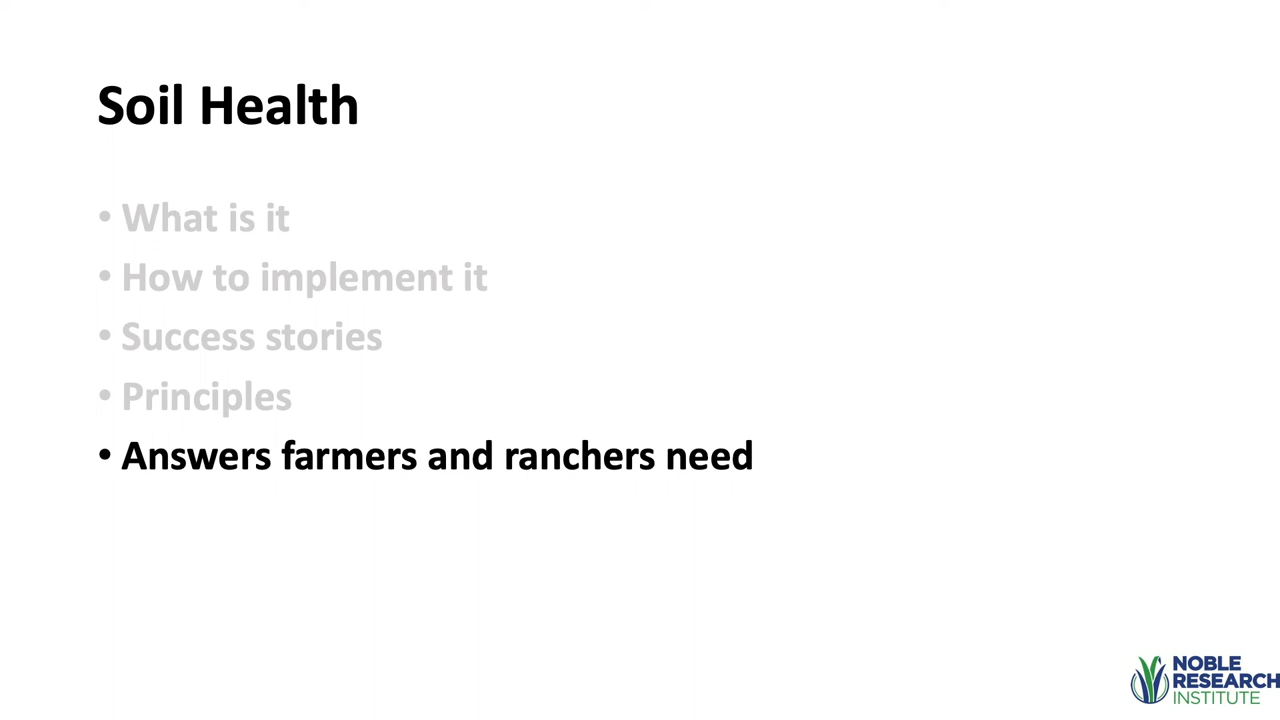 Soil Health
• What is it
• How to implement it
• Success stories
• Principles
• Answers farmers and ranchers need
NOBLE
RESEARCH
INSTITUTE